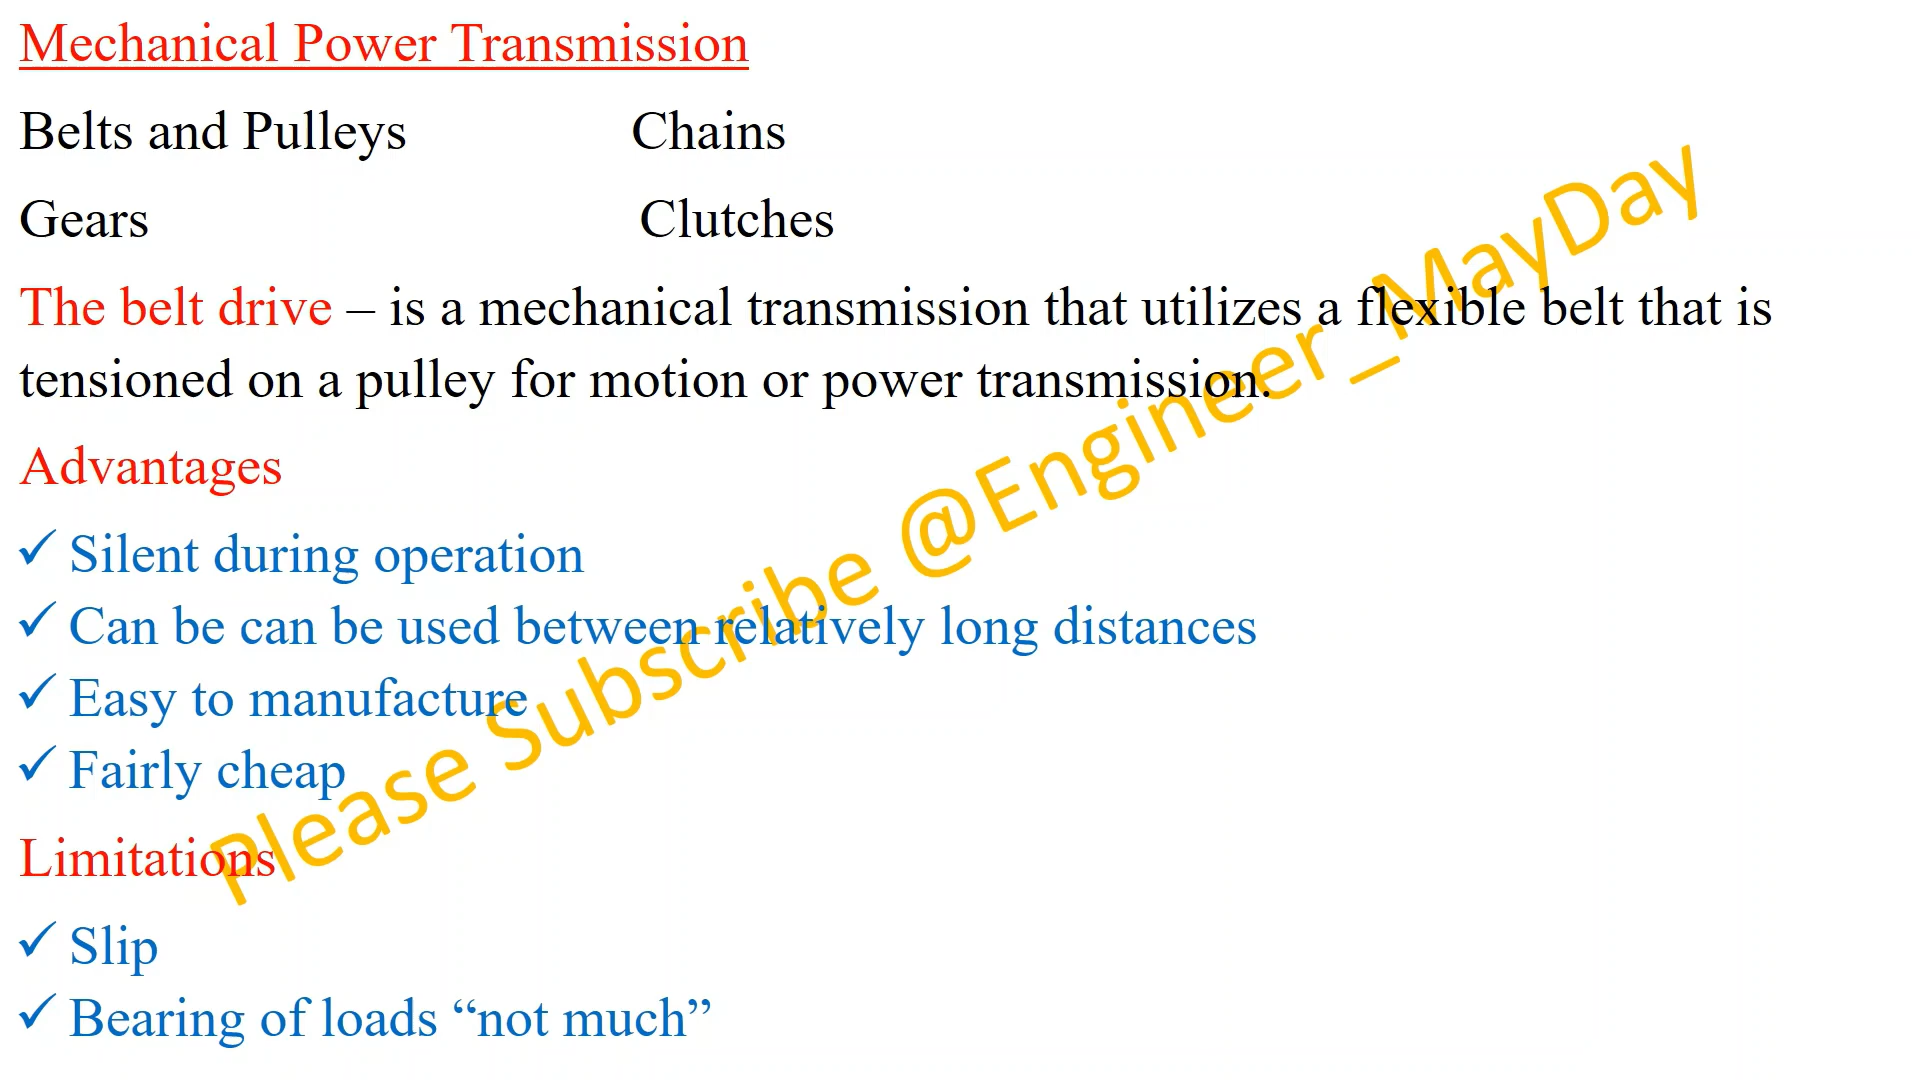 Mechanical Power Transmission
Belts and Pulleys Chains
Gears Clutches
The belt drive – is a mechanical transmission that utilizes a flexible belt that is
tensioned on a pulley for motion or power transmission.
Advantages
✓ Silent during operation
✓ Can be can be used between relatively long distances
✓ Easy to manufacture
✓ Fairly cheap
Limitations
✓ Slip
✓ Bearing of loads “not much”
Please Subscribe @Engineer_MayDay